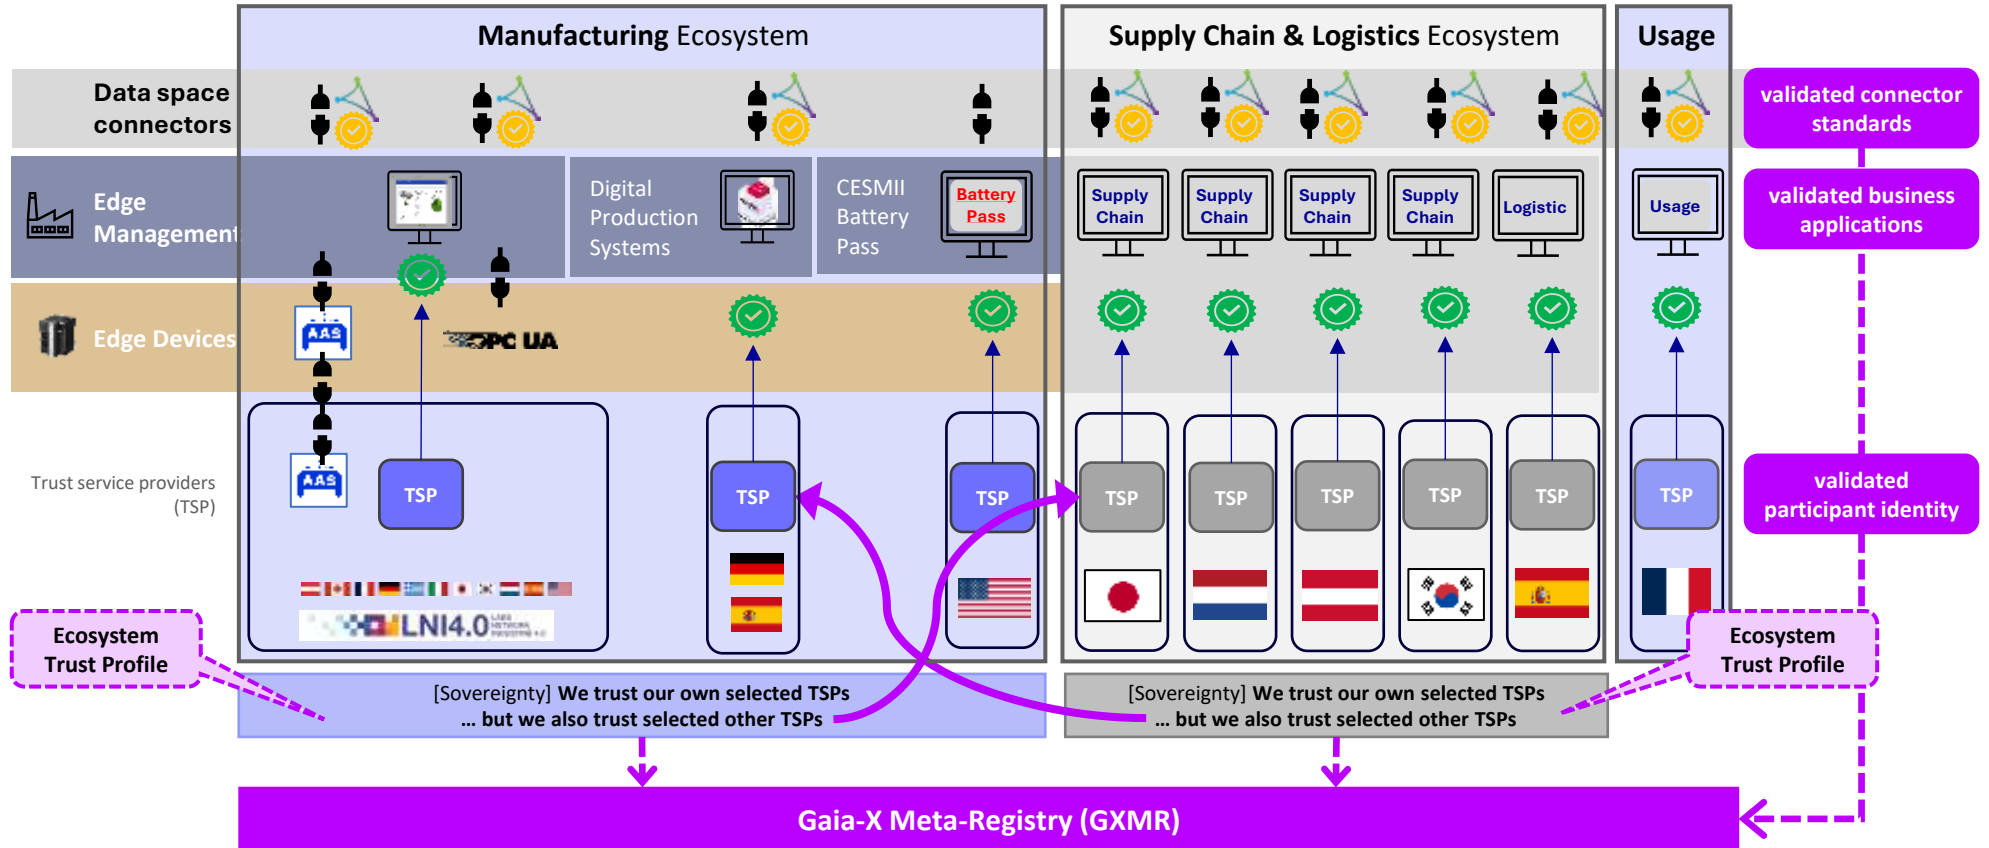 Manufacturing Ecosystem
Supply Chain & Logistics Ecosystem
Usage
Data space
connectors
validated connector
standards
Edge
Management
Digital
Production
Systems
CESMII
Battery
Pass
Battery
Pass
Supply
Chain
Supply
Chain
Supply
Chain
Supply
Chain
Logistic
Usage
validated business
applications
Edge Devices
AAS
OPC UA
Trust service providers
(TSP)
AAS
TSP
TSP
TSP
TSP
TSP
TSP
TSP
TSP
TSP
validated
participant identity
LNI4.0
Ecosystem
Trust Profile
Ecosystem
Trust Profile
[Sovereignty] We trust our own selected TSPs
... but we also trust selected other TSPs
[Sovereignty] We trust our own selected TSPs
... but we also trust selected other TSPs
Gaia-X Meta-Registry (GXMR)